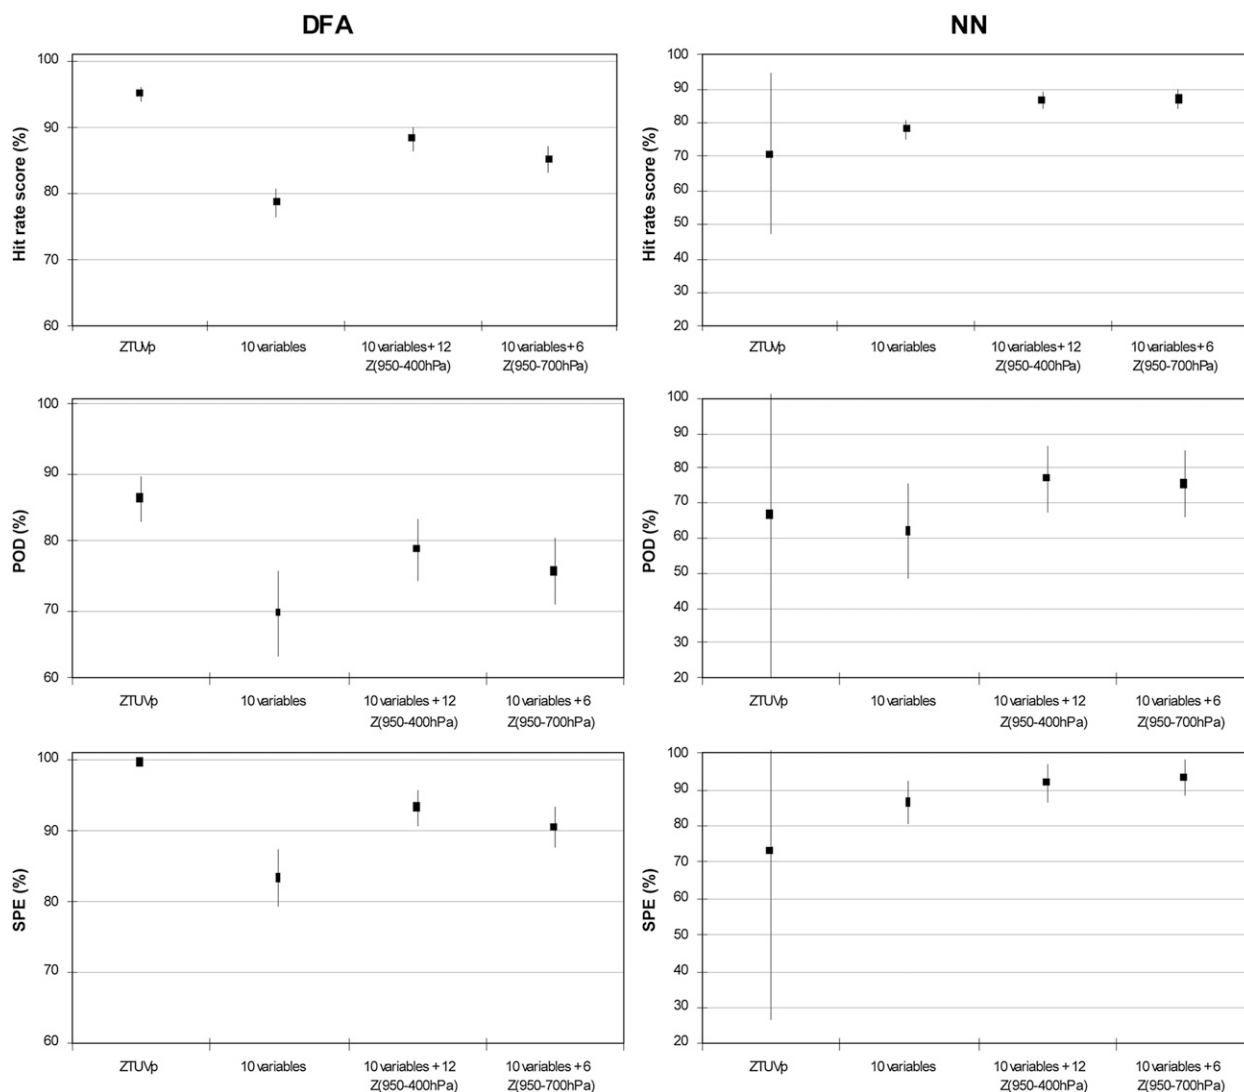 DFA
NN
Hit rate score (%)
100
90
80
70
60
ZTUVp
10 variables
10 variables + 12
Z(950-400hPa)
10 variables + 6
Z(950-700hPa)
Hit rate score (%)
100
90
80
70
60
50
40
30
20
ZTUVp
10 variables
10 variables + 12
Z(950-400hPa)
10 variables + 6
Z(950-700hPa)
POD (%)
100
90
80
70
60
ZTUVp
10 variables
10 variables + 12
Z(950-400hPa)
10 variables + 6
Z(950-700hPa)
POD (%)
100
90
80
70
60
50
40
30
20
ZTUVp
10 variables
10 variables + 12
Z(950-400hPa)
10 variables + 6
Z(950-700hPa)
SPE (%)
100
90
80
70
60
ZTUVp
10 variables
10 variables + 12
Z(950-400hPa)
10 variables + 6
Z(950-700hPa)
SPE (%)
100
90
80
70
60
50
40
30
20
ZTUVp
10 variables
10 variables + 12
Z(950-400hPa)
10 variables + 6
Z(950-700hPa)